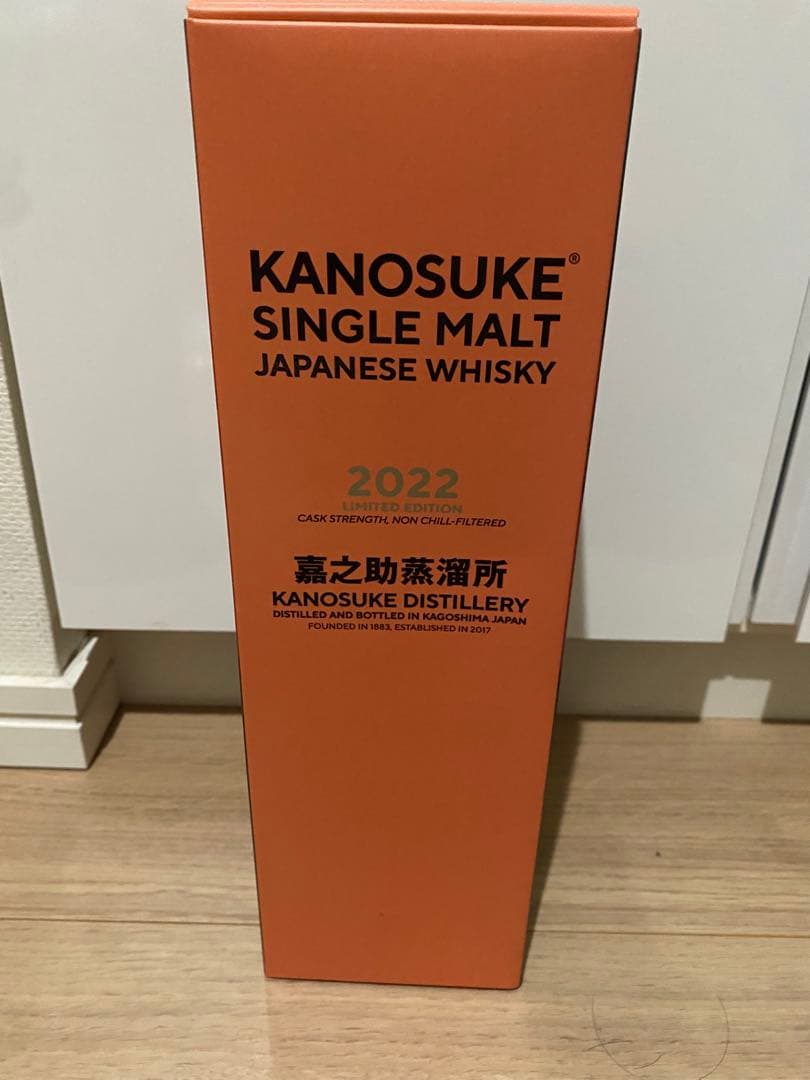 KANOSUKE®
SINGLE MALT
JAPANESE WHISKY
2022
LIMITED EDITION
CASK STRENGTH, NON CHILL-FILTERED
嘉之助蒸溜所
KANOSUKE DISTILLERY
DISTILLED AND BOTTLED IN KAGOSHIMA JAPAN
FOUNDED IN 1883, ESTABLISHED IN 2017